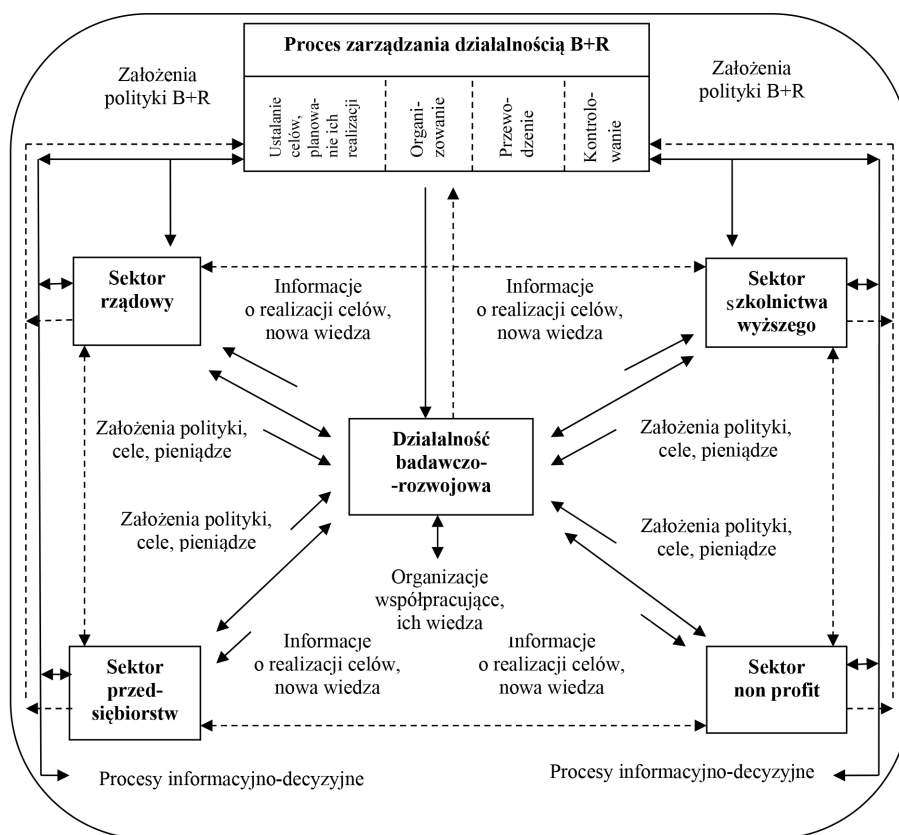 Proces zarządzania działalnością B+R
Założenia
polityki B+R
Ustalanie
celów,
planowa-
nie ich
realizacji
Organi-
zowanie
Przewo-
dzenie
Kontrolo-
wanie
Założenia
polityki B+R
Sektor
rządowy
Informacje
o realizacji celów,
nowa wiedza
Informacje
o realizacji celów,
nowa wiedza
Sektor
szkolnictwa
wyższego
Założenia polityki,
cele, pieniądze
Działalność
badawczo-
-rozwojowa
Założenia polityki,
cele, pieniądze
Założenia polityki,
cele, pieniądze
Założenia polityki,
cele, pieniądze
Organizacje
współpracujące,
ich wiedza
Sektor
przed-
siębiorstw
Informacje
o realizacji celów,
nowa wiedza
Informacje
o realizacji celów,
nowa wiedza
Sektor
non profit
Procesy informacyjno-decyzyjne
Procesy informacyjno-decyzyjne